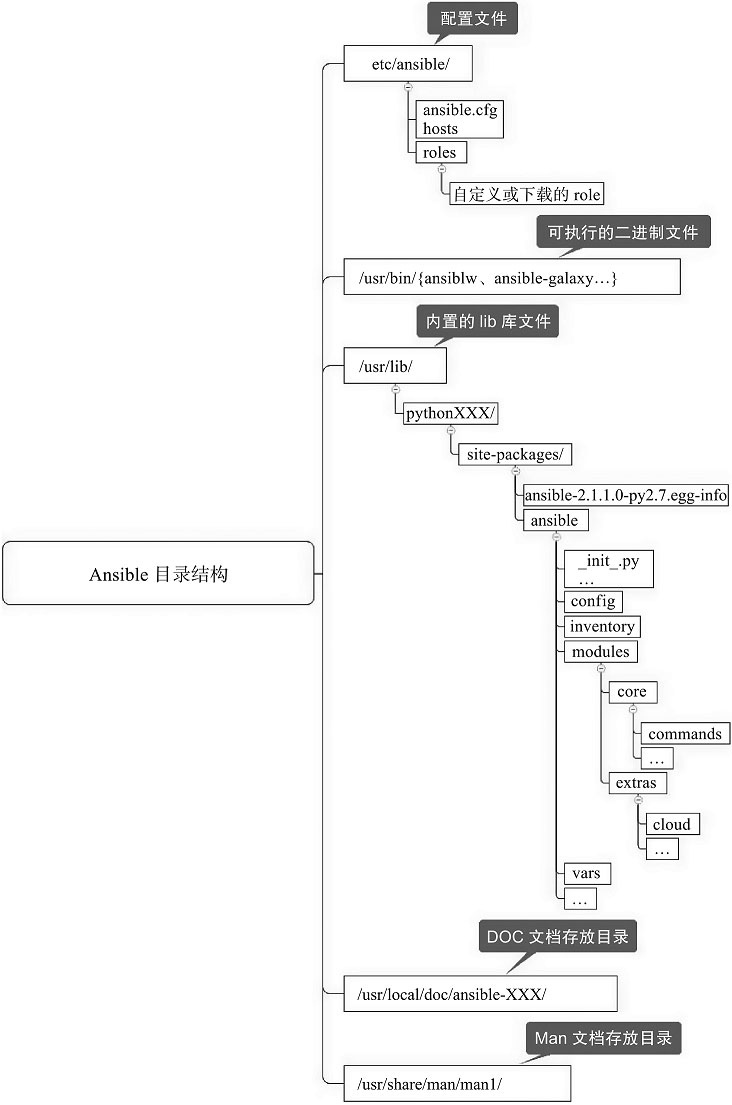 配置文件
etc/ansible/
ansible.cfg
hosts
roles
自定义或下载的 role
可执行的二进制文件
/usr/bin/{ansiblw、ansible-galaxy…}
内置的 lib 库文件
/usr/lib/
pythonXXX/
site-packages/
ansible-2.1.1.0-py2.7.egg-info
ansible
Ansible 目录结构
_init_.py
…
config
inventory
modules
core
commands
…
extras
cloud
…
vars
…
DOC 文档存放目录
/usr/local/doc/ansible-XXX/
Man 文档存放目录
/usr/share/man/man1/